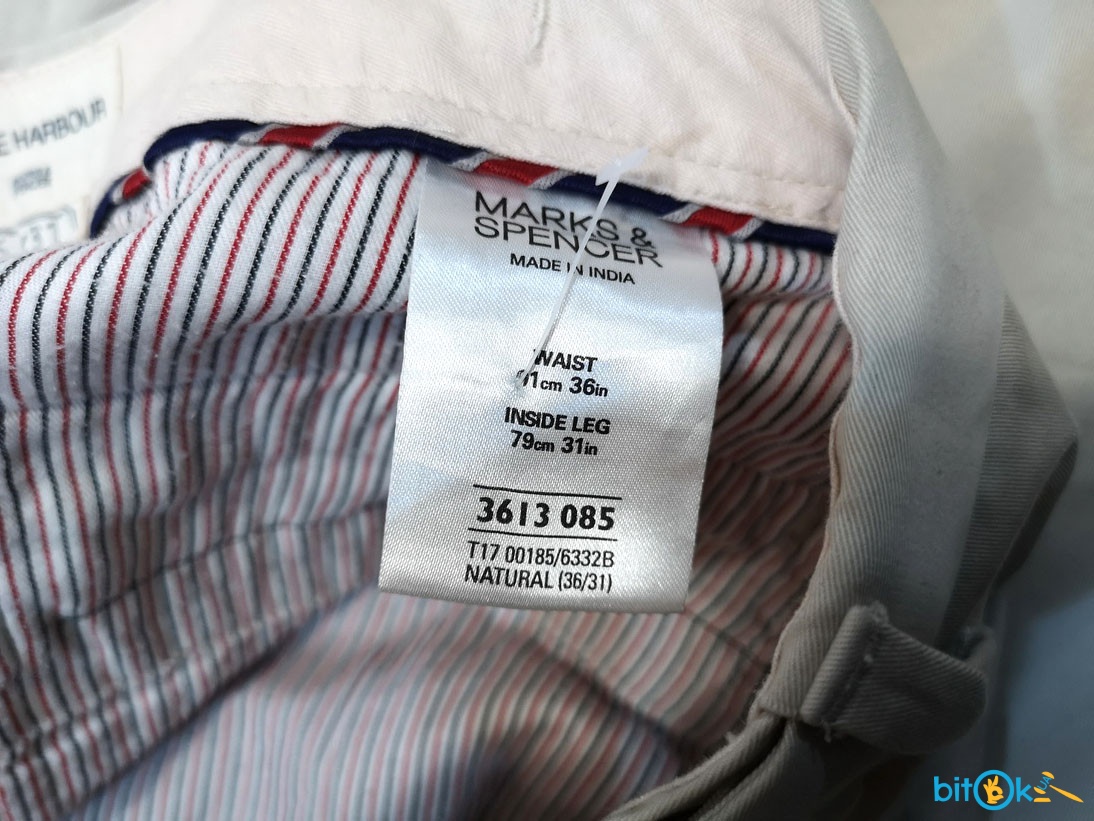 E HARBOUR
MARKS &
SPENCER
MADE IN INDIA
WAIST
91cm 36in
INSIDE LEG
79cm 31in
3613 085
T17 00185/6332B
NATURAL (36/31)
bitok